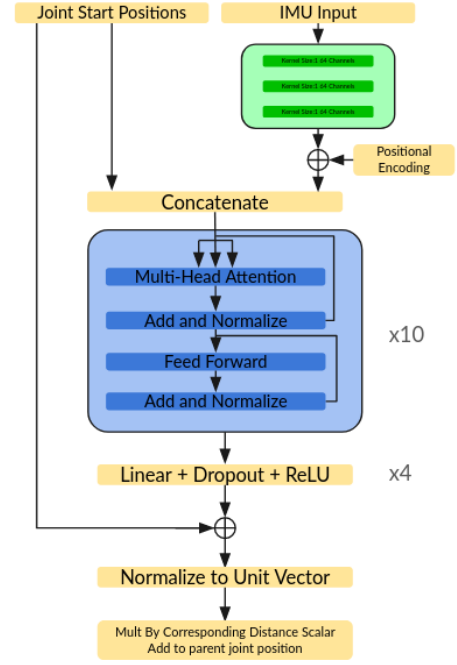 Joint Start Positions
IMU Input
Kernel Size:1 64-Channels
Kernel Size:1 64-Channels
Kernel Size:1 64-Channels
Positional
Encoding
Concatenate
Multi-Head Attention
Add and Normalize
x10
Feed Forward
Add and Normalize
Linear + Dropout + ReLU
x4
Normalize to Unit Vector
Mult By Corresponding Distance Scalar
Add to parent joint position